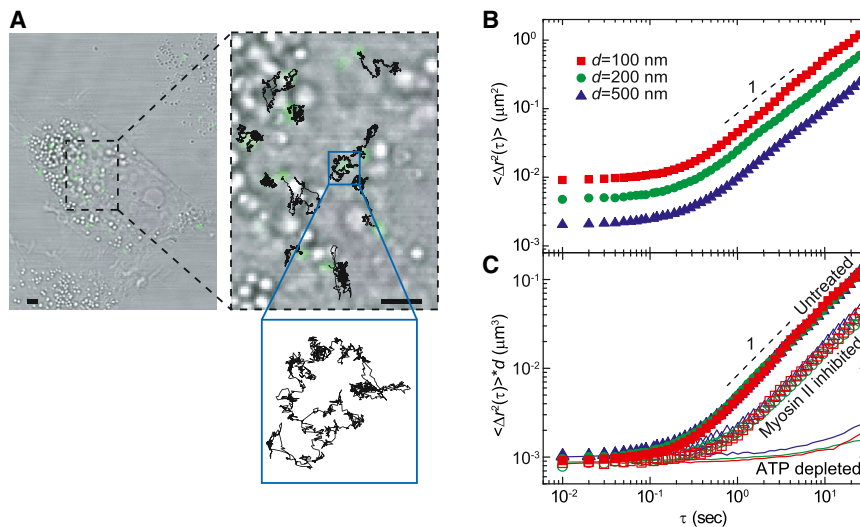 A
B
<Δr²(τ)> (μm²)
10⁰
10⁻¹
10⁻²
10⁻³
d=100 nm
d=200 nm
d=500 nm
1
C
<Δr²(τ)>*d (μm³)
10⁻¹
10⁻²
10⁻³
1
Untreated
Myosin II inhibited
ATP depleted
10⁻² 10⁻¹ 10⁰ 10¹
τ (sec)